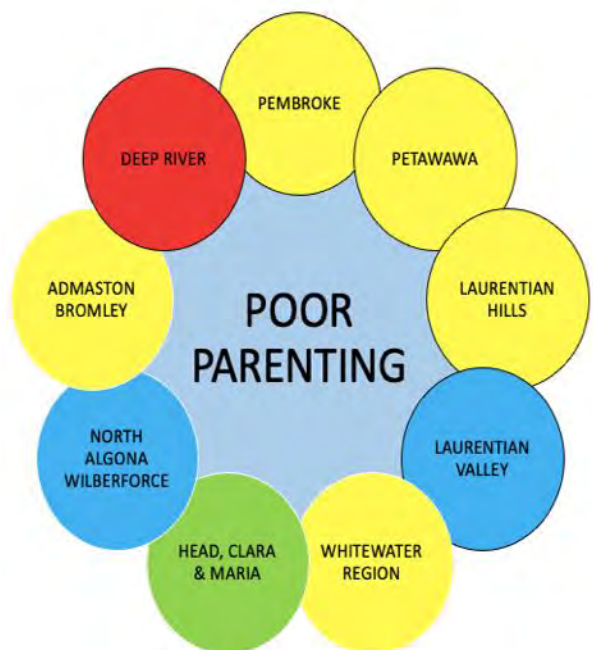 PEMBROKE
PETAWAWA
LAURENTIAN
HILLS
LAURENTIAN
VALLEY
WHITEWATER
REGION
HEAD, CLARA
& MARIA
NORTH
ALGONA
WILBERFORCE
ADMASTON
BROMLEY
DEEP RIVER
POOR
PARENTING